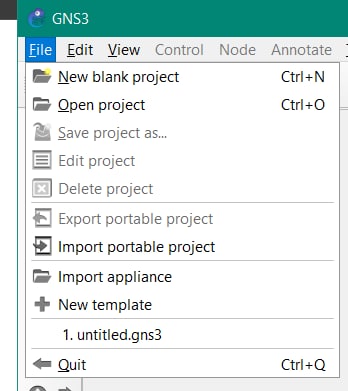 GNS3
File Edit View Control Node Annotate
New blank project Ctrl+N
Open project Ctrl+O
Save project as...
Edit project
Delete project
Export portable project
Import portable project
Import appliance
New template
1. untitled.gns3
Quit Ctrl+Q